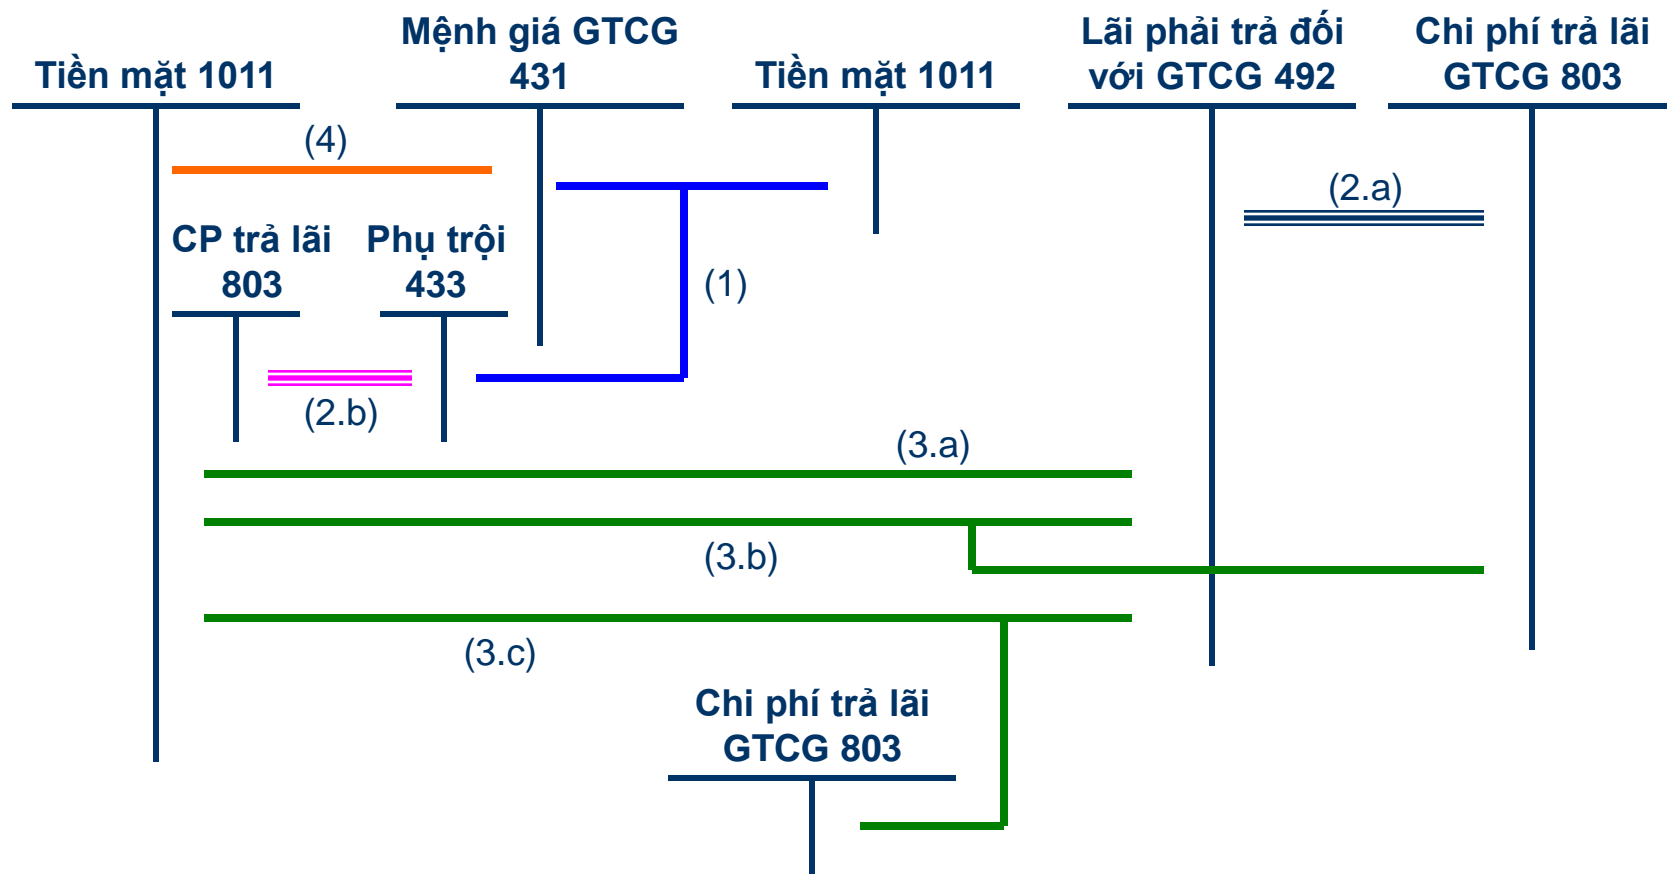 Tiền mặt 1011
Mệnh giá GTCG
431
Tiền mặt 1011
Lãi phải trả đối
với GTCG 492
Chi phí trả lãi
GTCG 803
(4)
(2.a)
CP trả lãi
803
Phụ trội
433
(1)
(2.b)
(3.a)
(3.b)
(3.c)
Chi phí trả lãi
GTCG 803